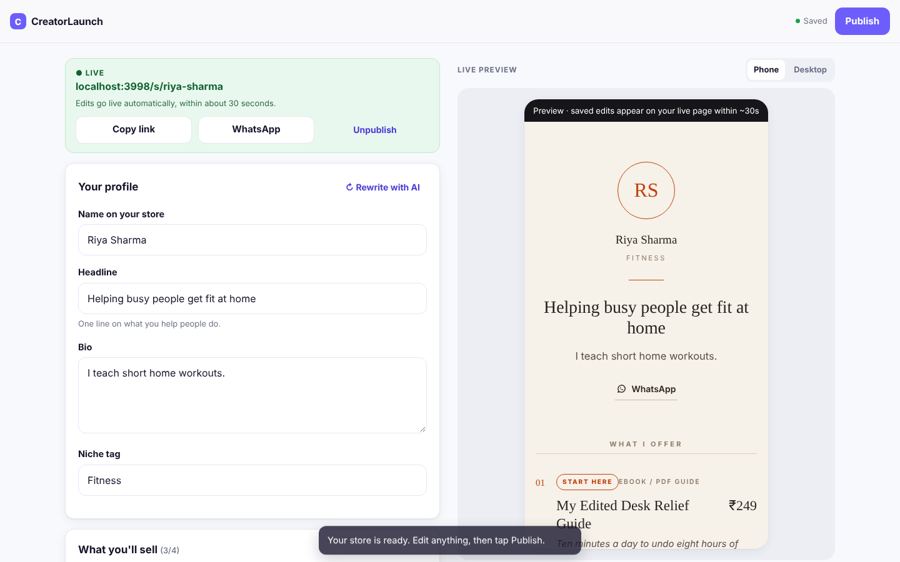 C CreatorLaunch
Saved
Publish
LIVE
localhost:3998/s/riya-sharma
Edits go live automatically, within about 30 seconds.
Copy link
WhatsApp
Unpublish
Your profile
↻ Rewrite with AI
Name on your store
Riya Sharma
Headline
Helping busy people get fit at home
One line on what you help people do.
Bio
I teach short home workouts.
Niche tag
Fitness
What you'll sell (3/4)
LIVE PREVIEW
Phone
Desktop
Preview · saved edits appear on your live page within ~30s
RS
Riya Sharma
FITNESS
Helping busy people get fit at
home
I teach short home workouts.
WhatsApp
WHAT I OFFER
01
START HERE
EBOOK / PDF GUIDE
My Edited Desk Relief
Guide
₹249
Ten minutes a day to undo eight hours of
Your store is ready. Edit anything, then tap Publish.